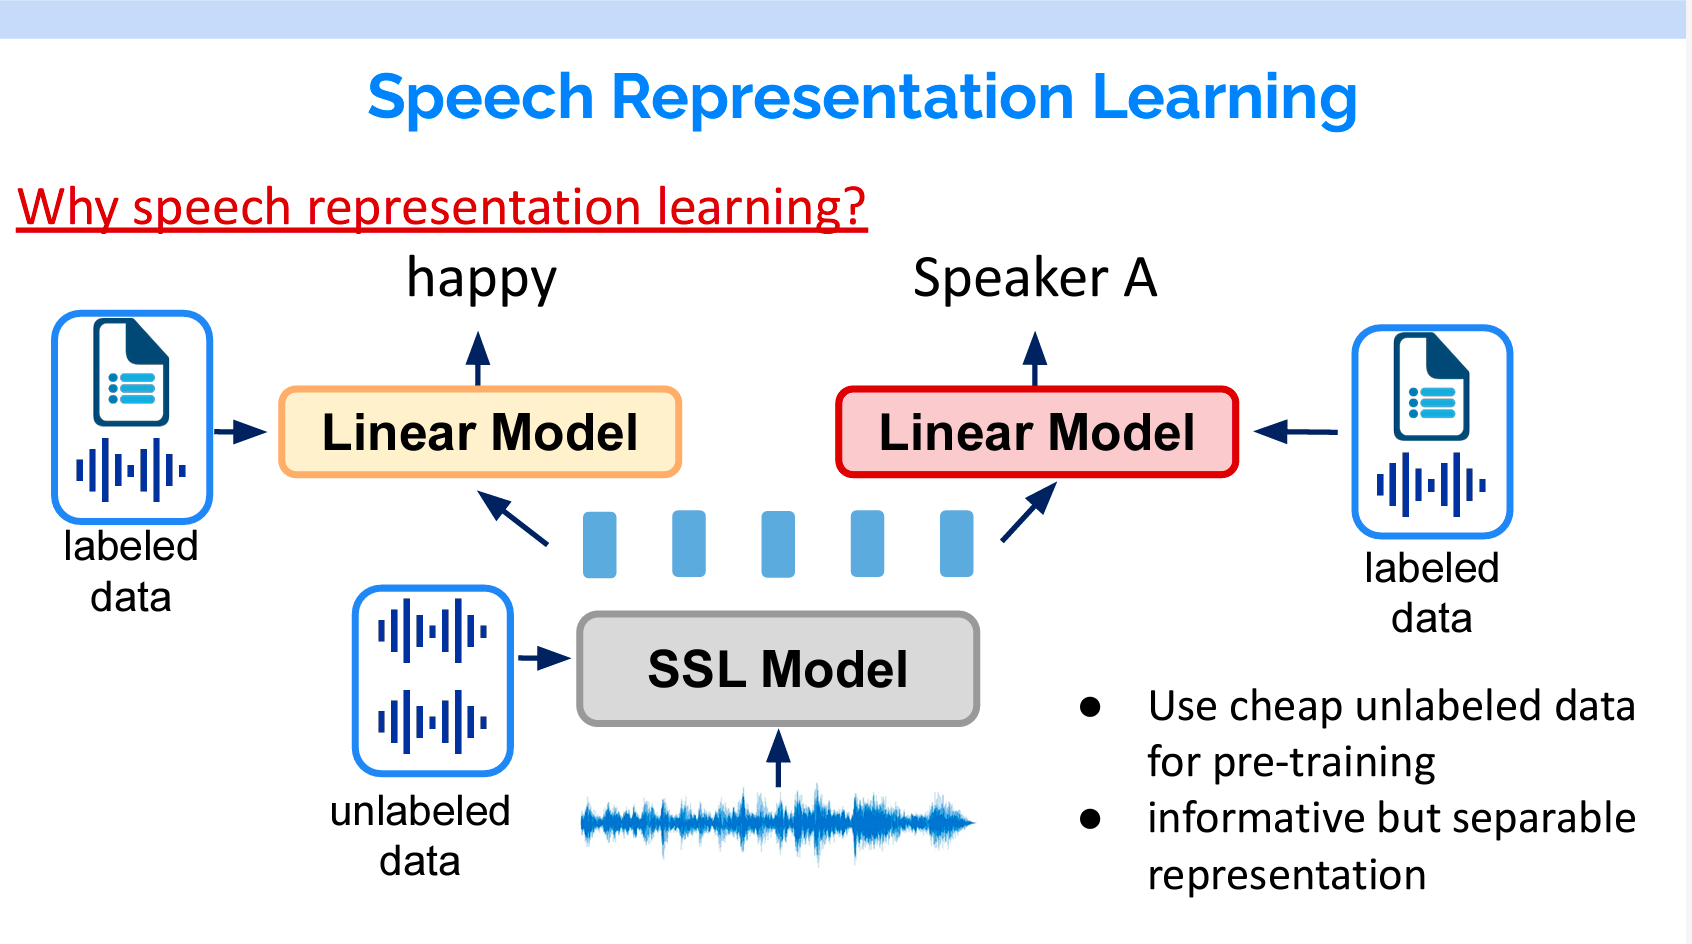 Speech Representation Learning
Why speech representation learning?
happy
Speaker A
Linear Model
Linear Model
labeled
data
labeled
data
SSL Model
unlabeled
data
● Use cheap unlabeled data
for pre-training
● informative but separable
representation